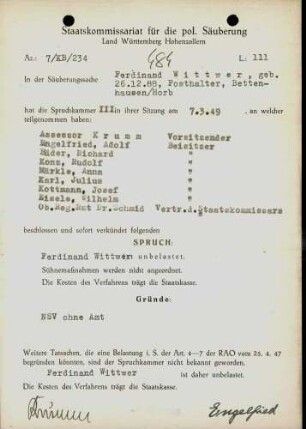 Staatskommissariat für die pol. Säuberung
Land Württemberg Hohenzollern
Az: 7/KB/234
L: 111
484
In der Säuberungssache
Ferdinand Wittwer, geb.
26.12.88, Posthalter, Betten-
hausen/Horb
hat die Spruchkammer III in ihrer Sitzung am 7.3.49, an welcher
teilgenommen haben:
Assessor Krumm Vorsitzender
Engelfried, Adolf Beisitzer
Bäder, Richard "
Konz, Rudolf "
Märkle, Anna "
Karl, Julius "
Kottmann, Josef "
Eisele, Wilhelm "
Ob.Reg.Rat Dr.Schmid Vertr.d.Staatskommissars
beschlossen und sofort verkündet folgenden
SPRUCH:
Ferdinand Wittwer unbelastet.
Sühnemaßnahmen werden nicht angeordnet.
Die Kosten des Verfahrens trägt die Staatskasse.
Gründe:
NSV ohne Amt
Weitere Tatsachen, die eine Belastung i. S. der Art. 4—7 der RAO vom 25. 4. 47
begründen könnten, sind der Spruchkammer nicht bekannt geworden.
Ferdinand Wittwer ist daher unbelastet.
Die Kosten des Verfahrens trägt die Staatskasse.
Krumm
Engelfried